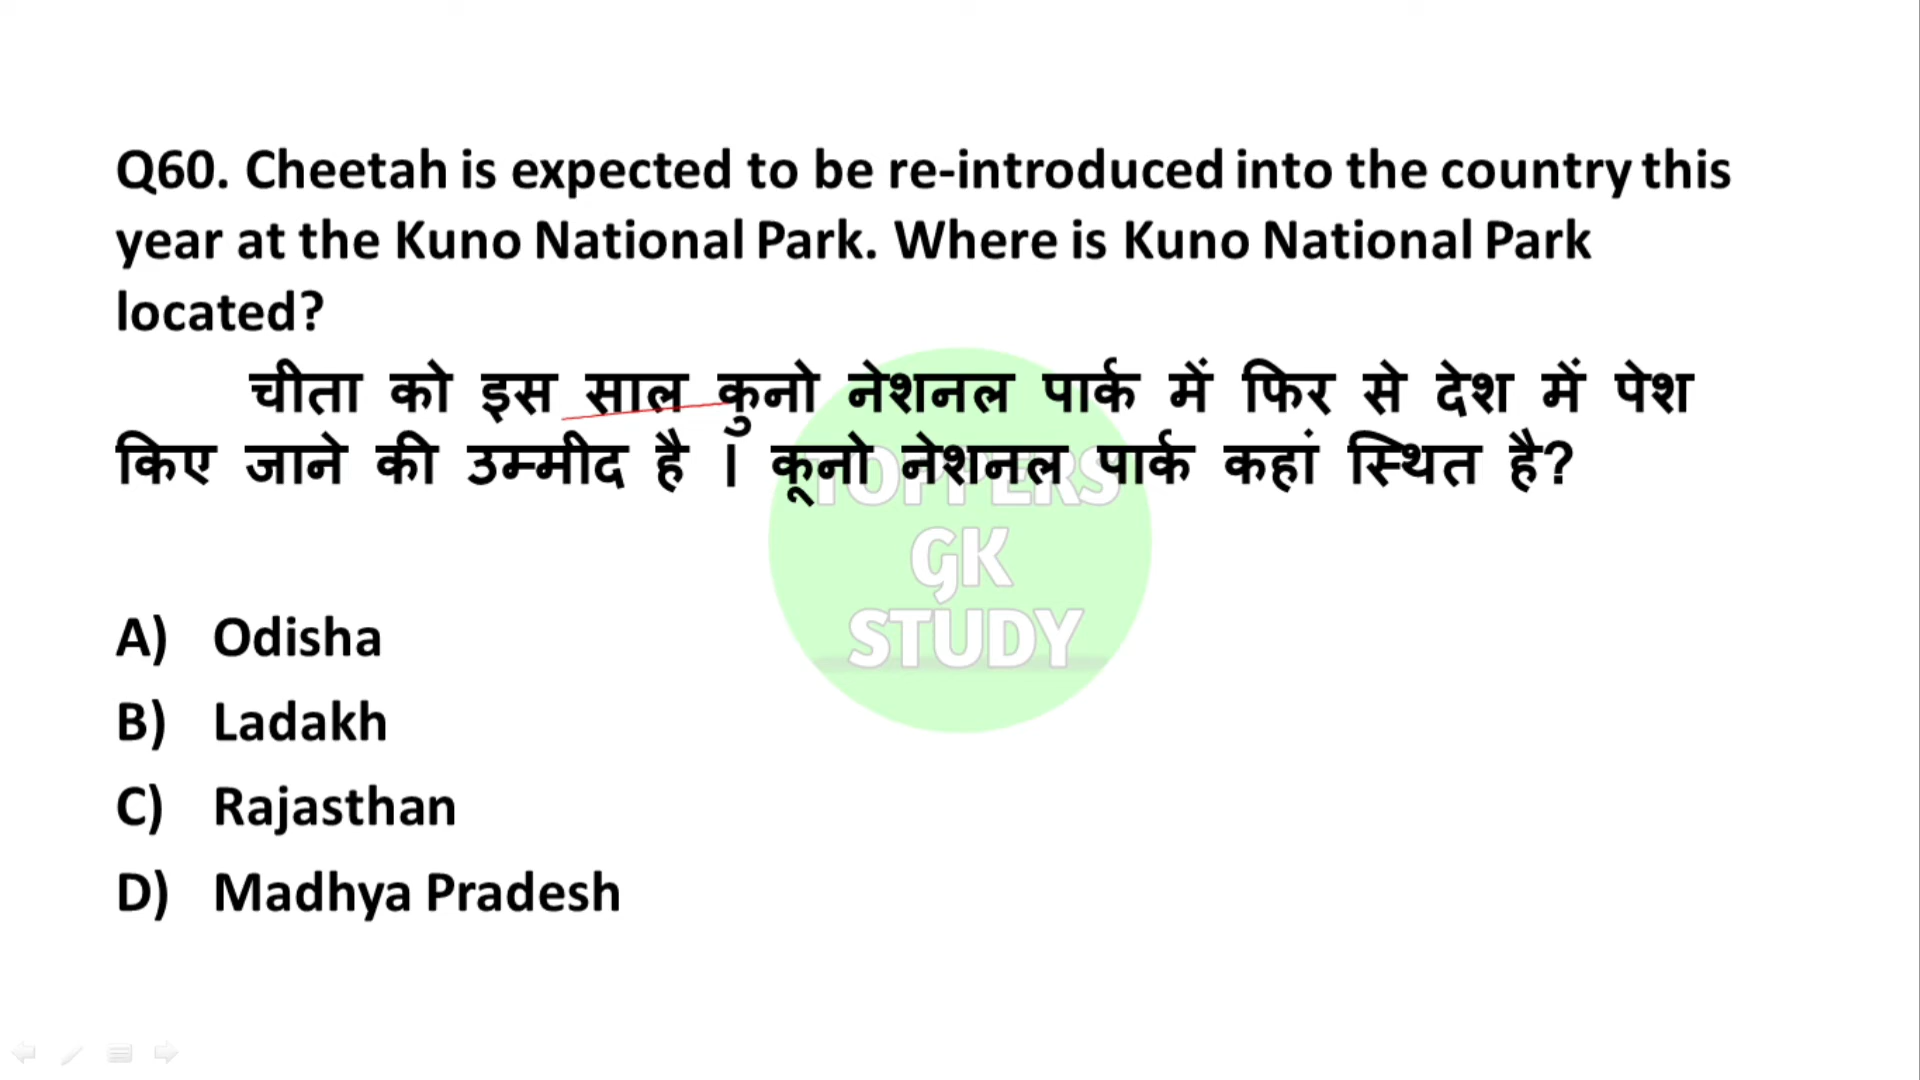 Q60. Cheetah is expected to be re-introduced into the country this
year at the Kuno National Park. Where is Kuno National Park
located?
चीता को इस साल कुनो नेशनल पार्क में फिर से देश में पेश
किए जाने की उम्मीद है । कूनो नेशनल पार्क कहां स्थित है?
TOPPERS
GK
STUDY
A) Odisha
B) Ladakh
C) Rajasthan
D) Madhya Pradesh